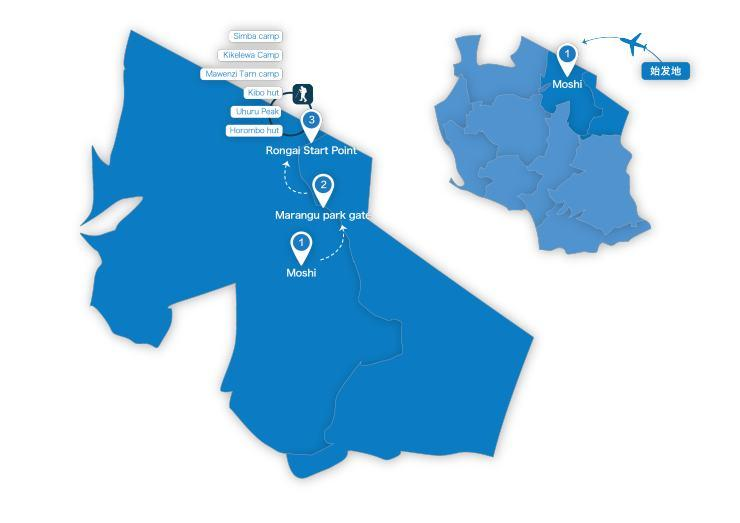 Simba camp
Kikelewa Camp
Mawenzi Tarn camp
Kibo hut
Uhuru Peak
Horombo hut
3
Rongai Start Point
2
Marangu park gate
1
Moshi
1
Moshi
始发地